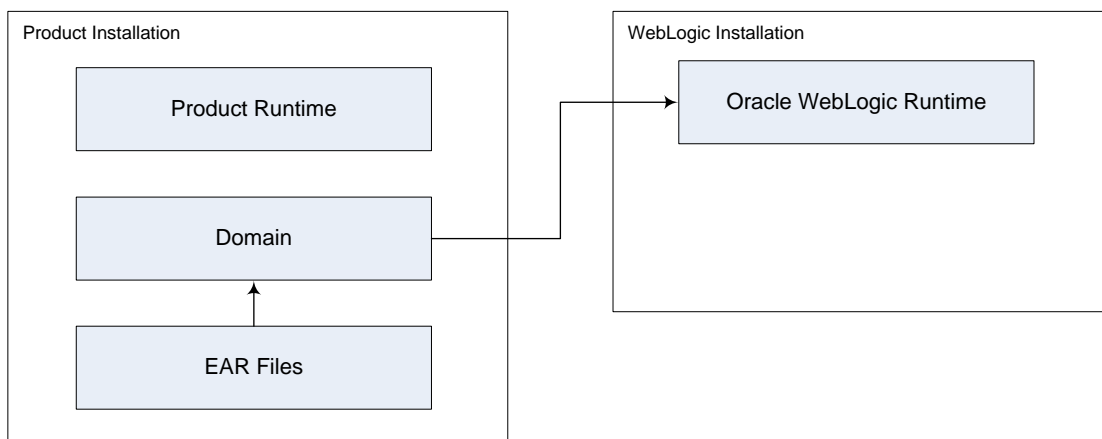 Product Installation
Product Runtime
Domain
EAR Files
WebLogic Installation
Oracle WebLogic Runtime